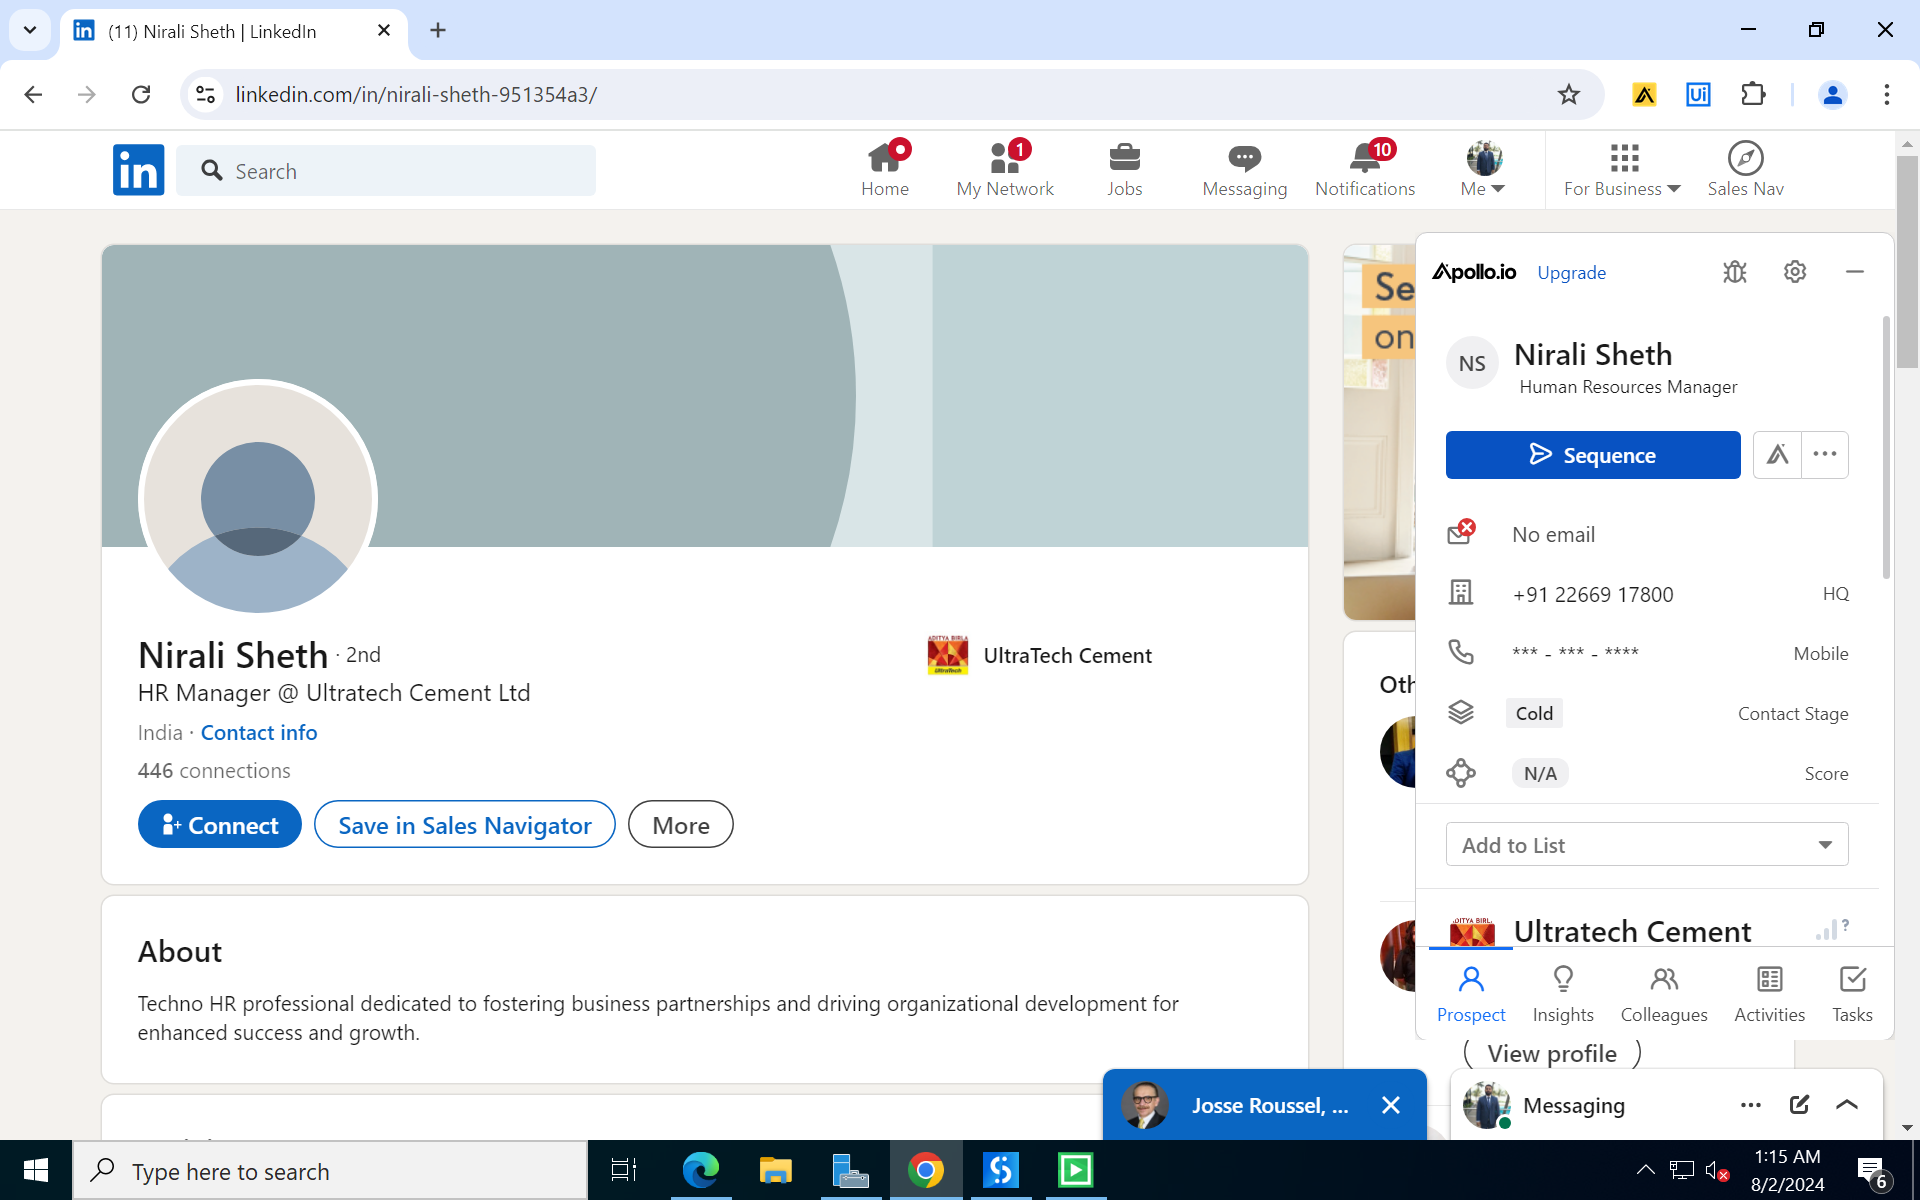 (11) Nirali Sheth | LinkedIn
linkedin.com/in/nirali-sheth-951354a3/
Ui
in
Search
Home
1
My Network
Jobs
Messaging
10
Notifications
Me
For Business
Sales Nav
Se
on
Apollo.io
Upgrade
NS
Nirali Sheth
Human Resources Manager
Sequence
No email
+91 22669 17800
HQ
*** - *** - ****
Mobile
Cold
Contact Stage
N/A
Score
Add to List
Ultratech Cement
?
Prospect
Insights
Colleagues
Activities
Tasks
View profile
Nirali Sheth · 2nd
HR Manager @ Ultratech Cement Ltd
India · Contact info
446 connections
ADITYA BIRLA
UltraTech
UltraTech Cement
Connect
Save in Sales Navigator
More
About
Techno HR professional dedicated to fostering business partnerships and driving organizational development for
enhanced success and growth.
Oth
Josse Roussel, ...
Messaging
Type here to search
1:15 AM
8/2/2024
6